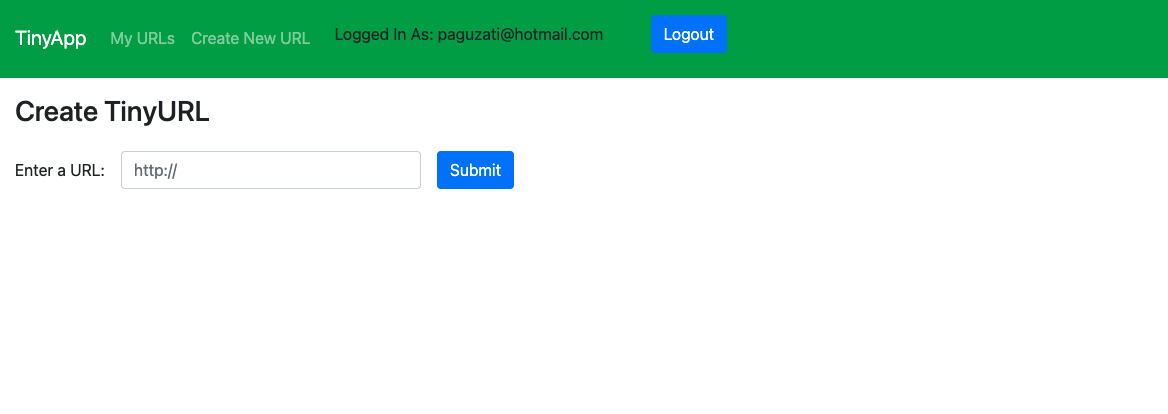 TinyApp My URLs Create New URL Logged In As: paguzati@hotmail.com Logout
Create TinyURL
Enter a URL: http:// Submit